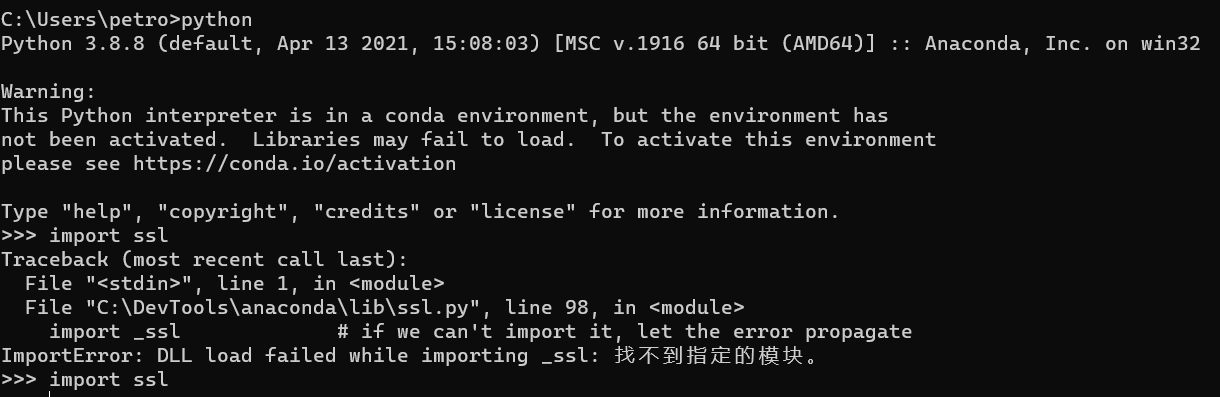 C:\Users\petro>python
Python 3.8.8 (default, Apr 13 2021, 15:08:03) [MSC v.1916 64 bit (AMD64)] :: Anaconda, Inc. on win32
Warning:
This Python interpreter is in a conda environment, but the environment has
not been activated.  Libraries may fail to load.  To activate this environment
please see https://conda.io/activation
Type "help", "copyright", "credits" or "license" for more information.
>>> import ssl
Traceback (most recent call last):
  File "<stdin>", line 1, in <module>
  File "C:\DevTools\anaconda\lib\ssl.py", line 98, in <module>
    import _ssl             # if we can't import it, let the error propagate
ImportError: DLL load failed while importing _ssl: 找不到指定的模块。
>>> import ssl